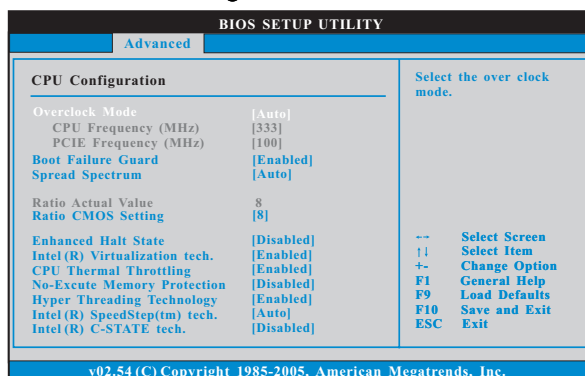 BIOS SETUP UTILITY
Advanced
CPU Configuration
Overclock Mode [Auto]
CPU Frequency (MHz) [333]
PCIE Frequency (MHz) [100]
Boot Failure Guard [Enabled]
Spread Spectrum [Auto]
Ratio Actual Value 8
Ratio CMOS Setting [8]
Enhanced Halt State [Disabled]
Intel (R) Virtualization tech. [Enabled]
CPU Thermal Throttling [Enabled]
No-Excute Memory Protection [Disabled]
Hyper Threading Technology [Enabled]
Intel (R) SpeedStep(tm) tech. [Auto]
Intel (R) C-STATE tech. [Disabled]
Select the over clock
mode.
←→ Select Screen
↑↓ Select Item
+- Change Option
F1 General Help
F9 Load Defaults
F10 Save and Exit
ESC Exit
v02.54 (C) Copyright 1985-2005, American Megatrends, Inc.